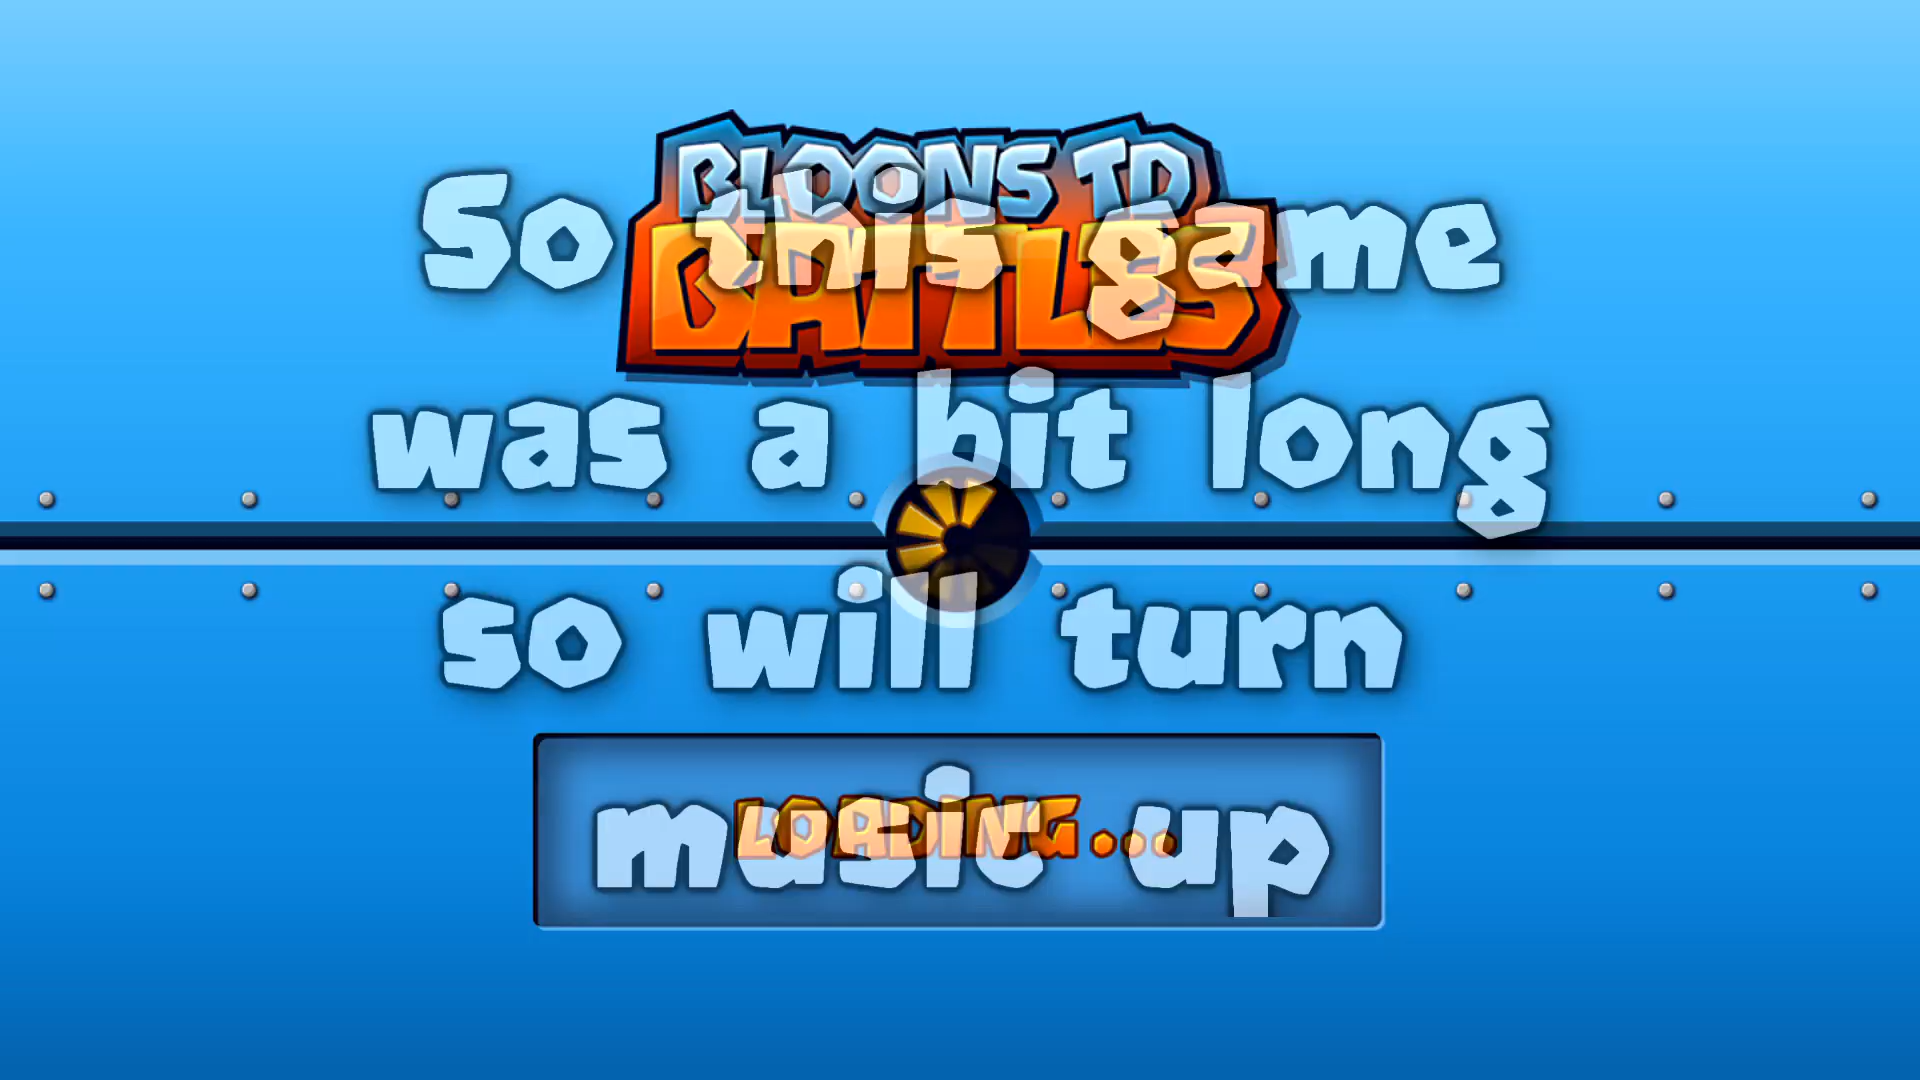 BLOONS TD
BATTLES
So this game
was a bit long
so will turn
music up
LOADING...